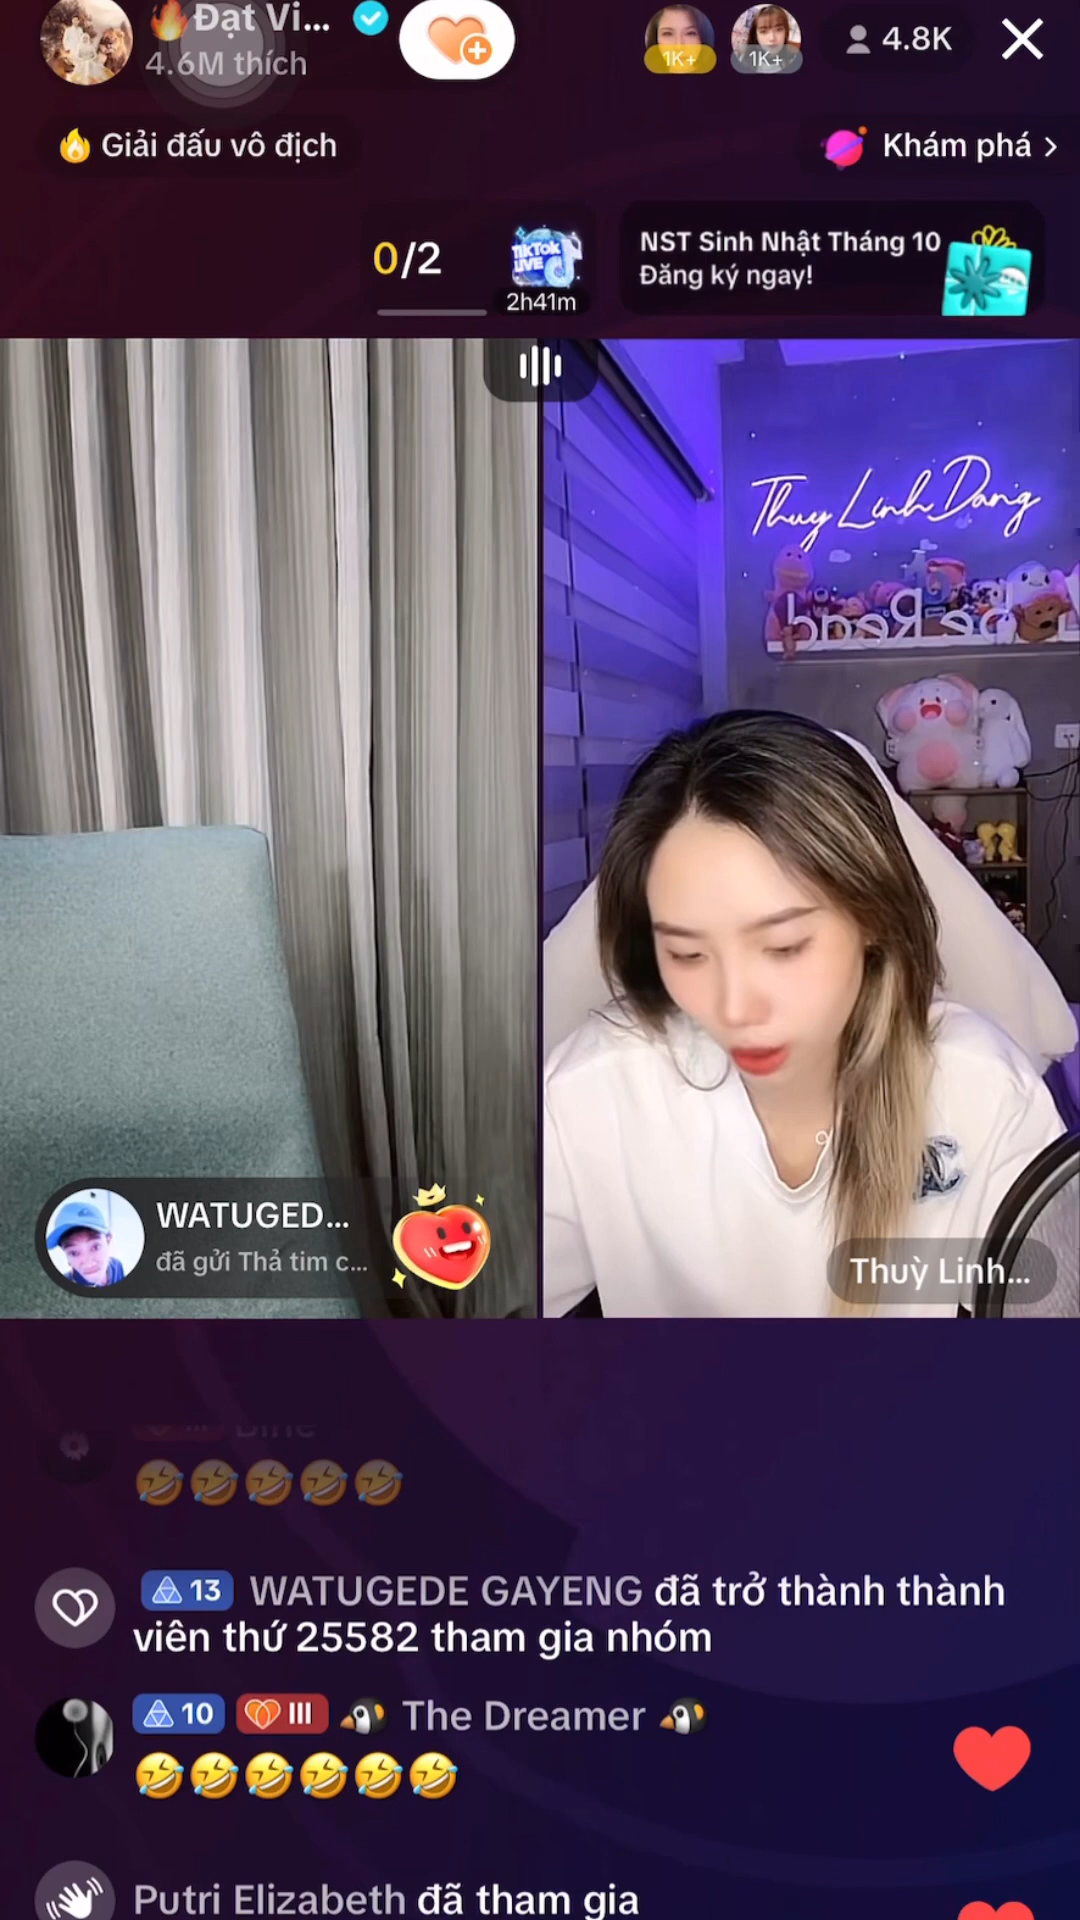 🔥Đạt Vi...
4.6M thích
1K+
1K+
4.8K
Giải đấu vô địch
Khám phá >
0/2
TikTok
LIVE
2h41m
NST Sinh Nhật Tháng 10
Đăng ký ngay!
Thuy Linh Dang
be Read
WATUGED...
đã gửi Thả tim c...
Thuỳ Linh...
🤣🤣🤣🤣🤣
13 WATUGEDE GAYENG đã trở thành thành
viên thứ 25582 tham gia nhóm
10 III 🐧 The Dreamer 🐧
🤣🤣🤣🤣🤣🤣
Putri Elizabeth đã tham gia